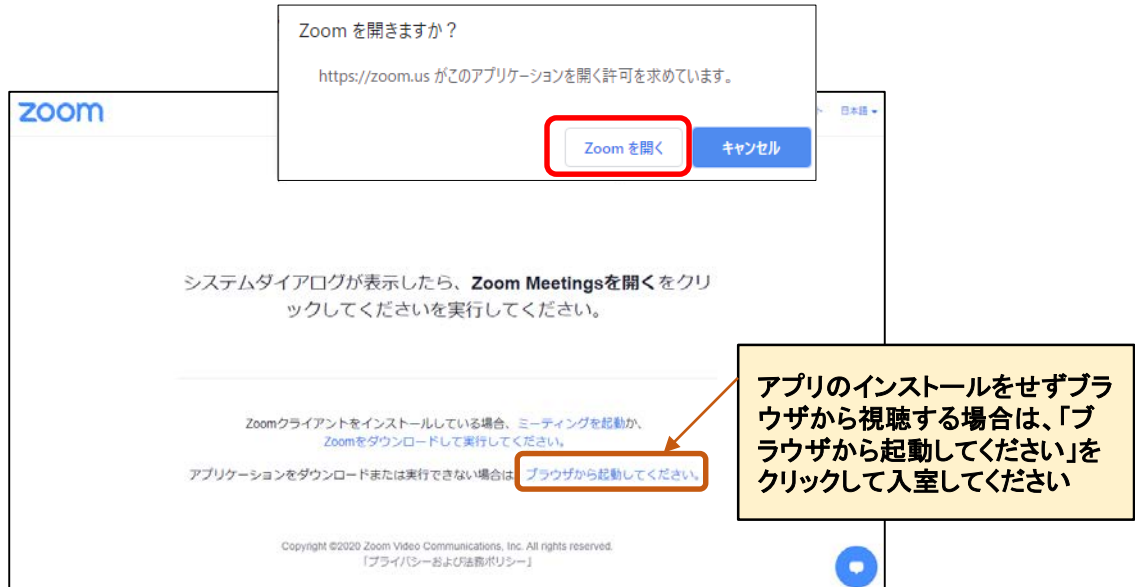 Zoom を開きますか？
https://zoom.us がこのアプリケーションを開く許可を求めています。
Zoom を開く
キャンセル
zoom
日本語
システムダイアログが表示したら、Zoom Meetingsを開くをクリ
ックしてくださいを実行してください。
Zoomクライアントをインストールしている場合、ミーティングを起動か、
Zoomをダウンロードして実行してください。
アプリケーションをダウンロードまたは実行できない場合は、ブラウザから起動してください。
アプリのインストールをせずブラ
ウザから視聴する場合は、「ブ
ラウザから起動してください」を
クリックして入室してください
Copyright ©2020 Zoom Video Communications, Inc. All rights reserved.
「プライバシーおよび法務ポリシー」